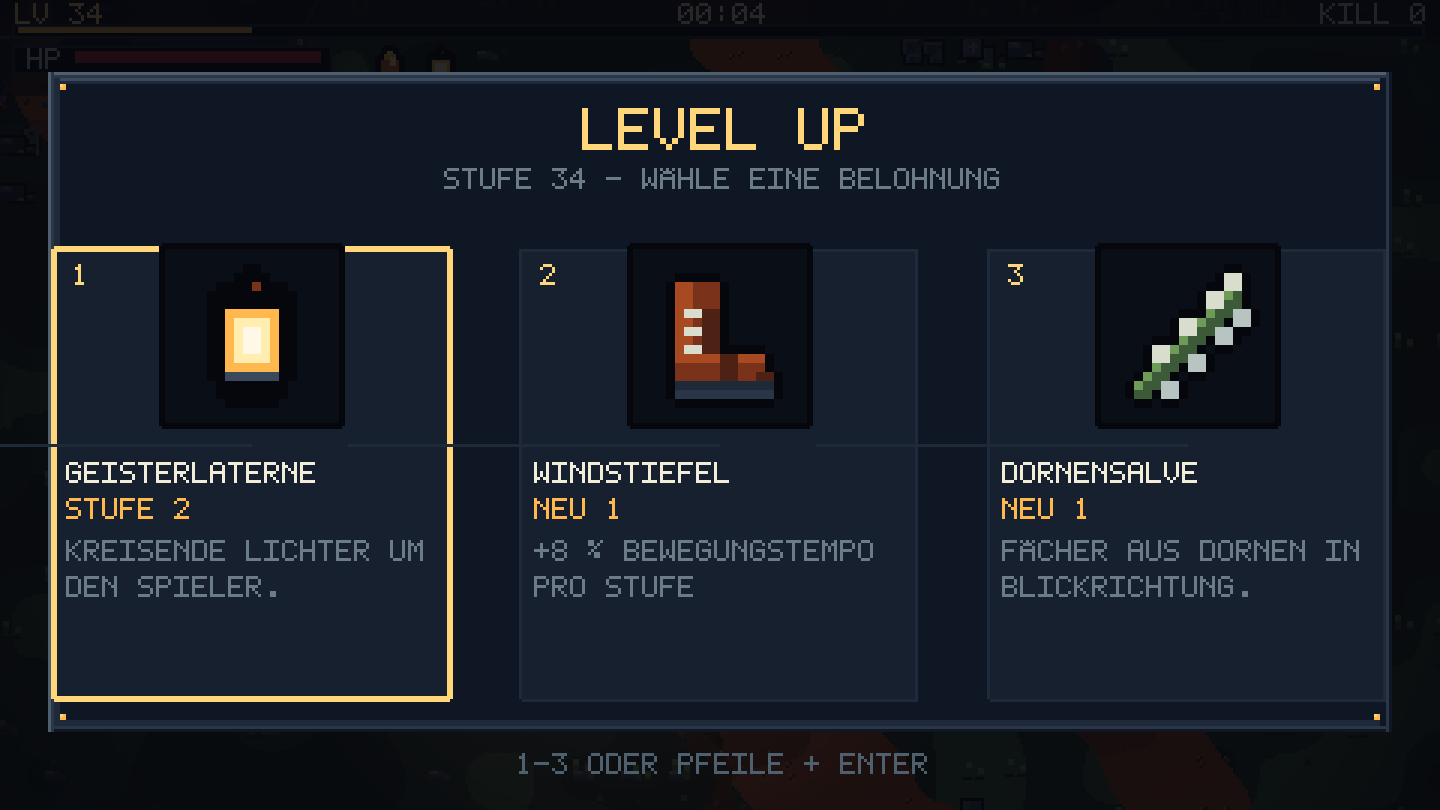 LV 34
00:04
KILL 0
HP
LEVEL UP
STUFE 34 - WÄHLE EINE BELOHNUNG
1
2
3
GEISTERLATERNE
STUFE 2
KREISENDE LICHTER UM
DEN SPIELER.
WINDSTIEFEL
NEU 1
+8 % BEWEGUNGSTEMPO
PRO STUFE
DORNENSALVE
NEU 1
FÄCHER AUS DORNEN IN
BLICKRICHTUNG.
1-3 ODER PFEILE + ENTER